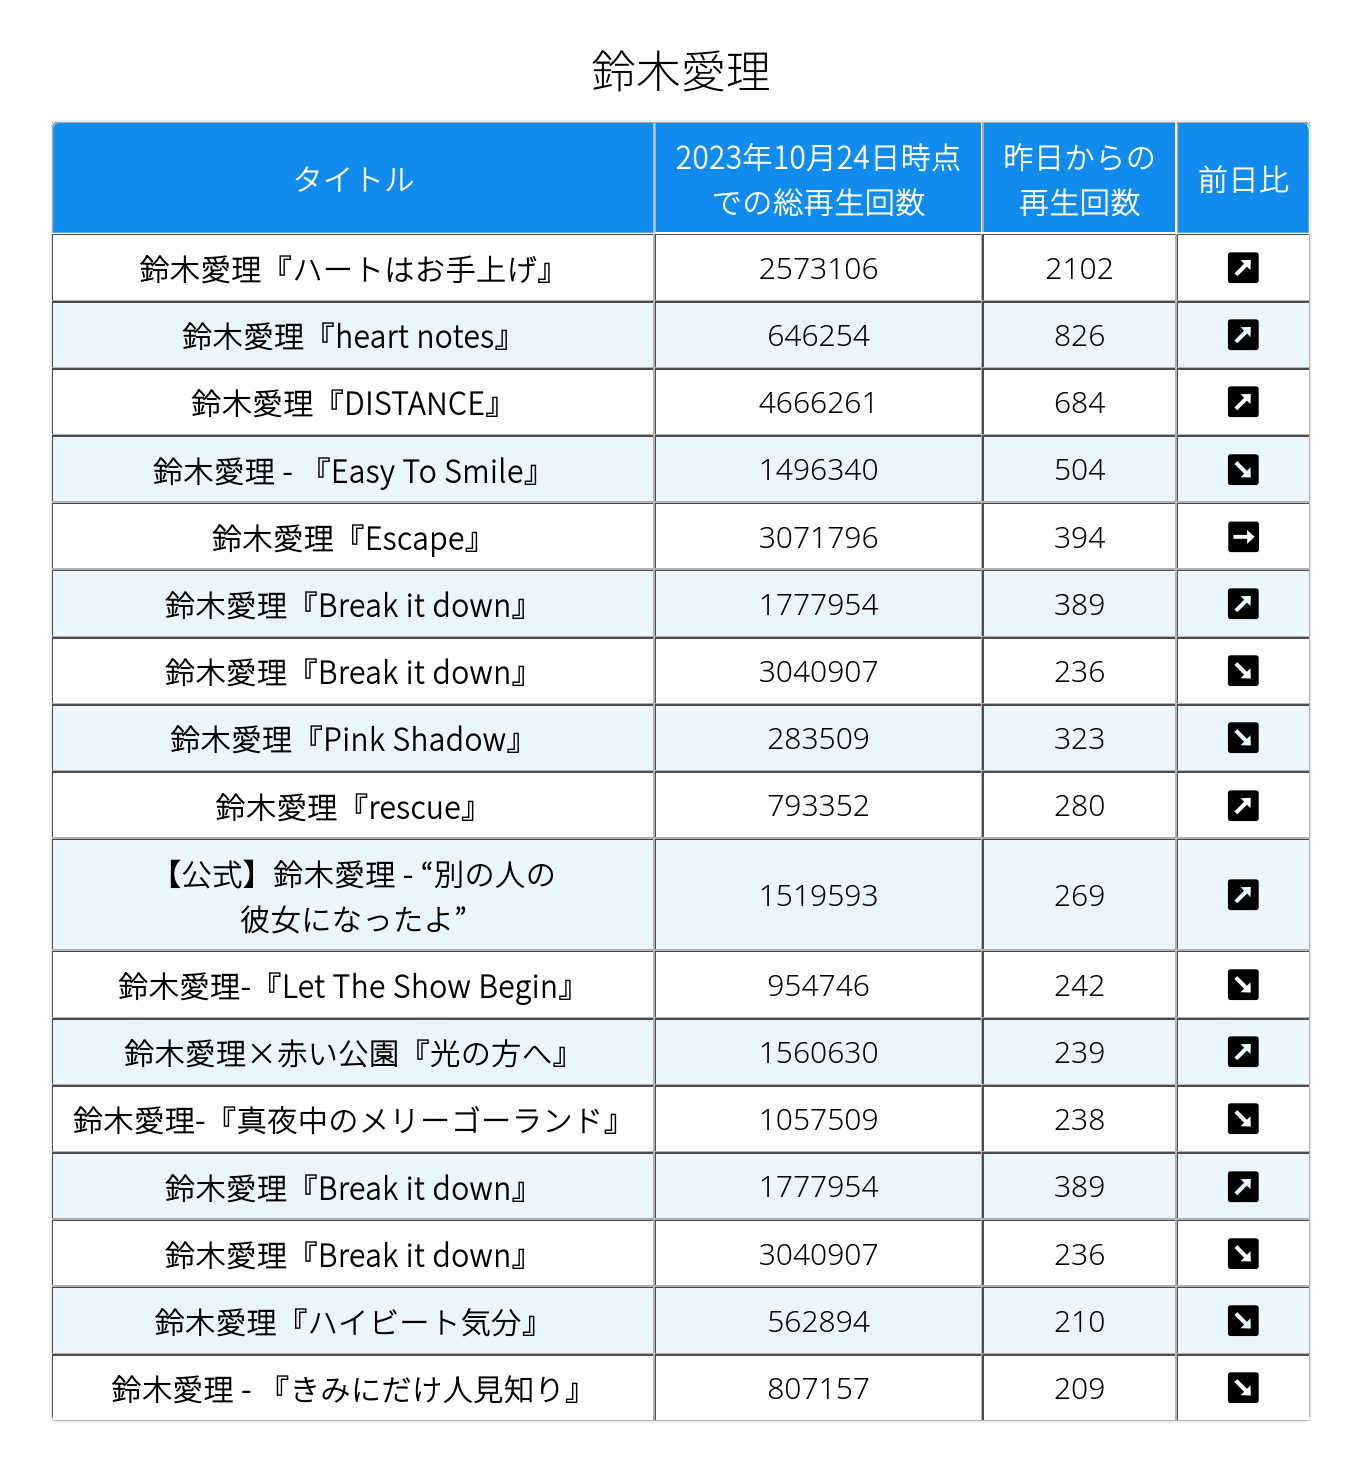 鈴木愛理
タイトル 2023年10月24日時点での総再生回数 昨日からの再生回数 前日比
鈴木愛理『ハートはお手上げ』 2573106 2102 ↗
鈴木愛理『heart notes』 646254 826 ↗
鈴木愛理『DISTANCE』 4666261 684 ↗
鈴木愛理 - 『Easy To Smile』 1496340 504 ↘
鈴木愛理『Escape』 3071796 394 →
鈴木愛理『Break it down』 1777954 389 ↗
鈴木愛理『Break it down』 3040907 236 ↘
鈴木愛理『Pink Shadow』 283509 323 ↘
鈴木愛理『rescue』 793352 280 ↗
【公式】鈴木愛理 - “別の人の
彼女になったよ” 1519593 269 ↗
鈴木愛理-『Let The Show Begin』 954746 242 ↘
鈴木愛理×赤い公園『光の方へ』 1560630 239 ↗
鈴木愛理-『真夜中のメリーゴーランド』 1057509 238 ↘
鈴木愛理『Break it down』 1777954 389 ↗
鈴木愛理『Break it down』 3040907 236 ↘
鈴木愛理『ハイビート気分』 562894 210 ↘
鈴木愛理 - 『きみにだけ人見知り』 807157 209 ↘